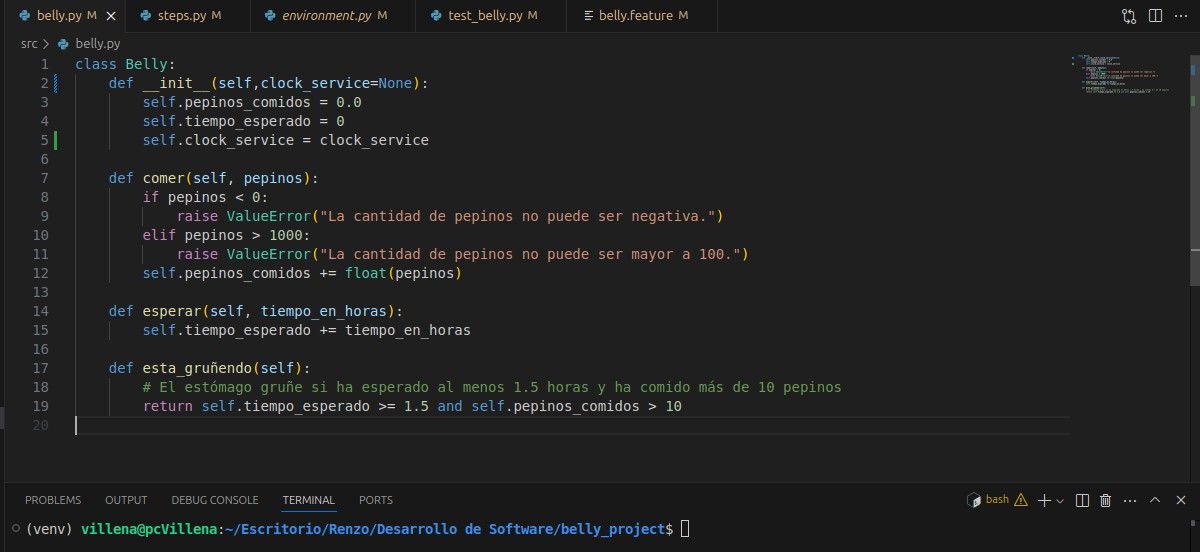 belly.py M
steps.py M
environment.py M
test_belly.py M
belly.feature M
src > belly.py
1 class Belly:
2     def __init__(self,clock_service=None):
3         self.pepinos_comidos = 0.0
4         self.tiempo_esperado = 0
5         self.clock_service = clock_service
6
7     def comer(self, pepinos):
8         if pepinos < 0:
9             raise ValueError("La cantidad de pepinos no puede ser negativa.")
10         elif pepinos > 1000:
11             raise ValueError("La cantidad de pepinos no puede ser mayor a 100.")
12         self.pepinos_comidos += float(pepinos)
13
14     def esperar(self, tiempo_en_horas):
15         self.tiempo_esperado += tiempo_en_horas
16
17     def esta_gruñendo(self):
18         # El estómago gruñe si ha esperado al menos 1.5 horas y ha comido más de 10 pepinos
19         return self.tiempo_esperado >= 1.5 and self.pepinos_comidos > 10
20
PROBLEMS OUTPUT DEBUG CONSOLE TERMINAL PORTS bash
(venv) villena@pcVillena:~/Escritorio/Renzo/Desarrollo de Software/belly_project$